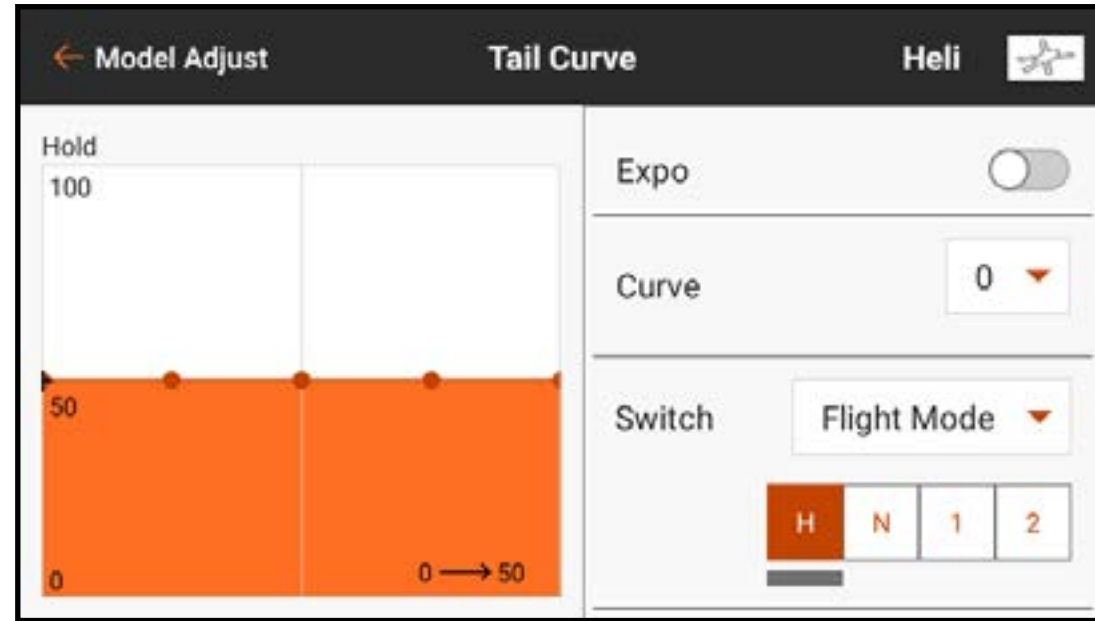 ← Model Adjust Tail Curve Heli
Hold
100
50
0
0 → 50
Expo
Curve 0
Switch Flight Mode
H N 1 2